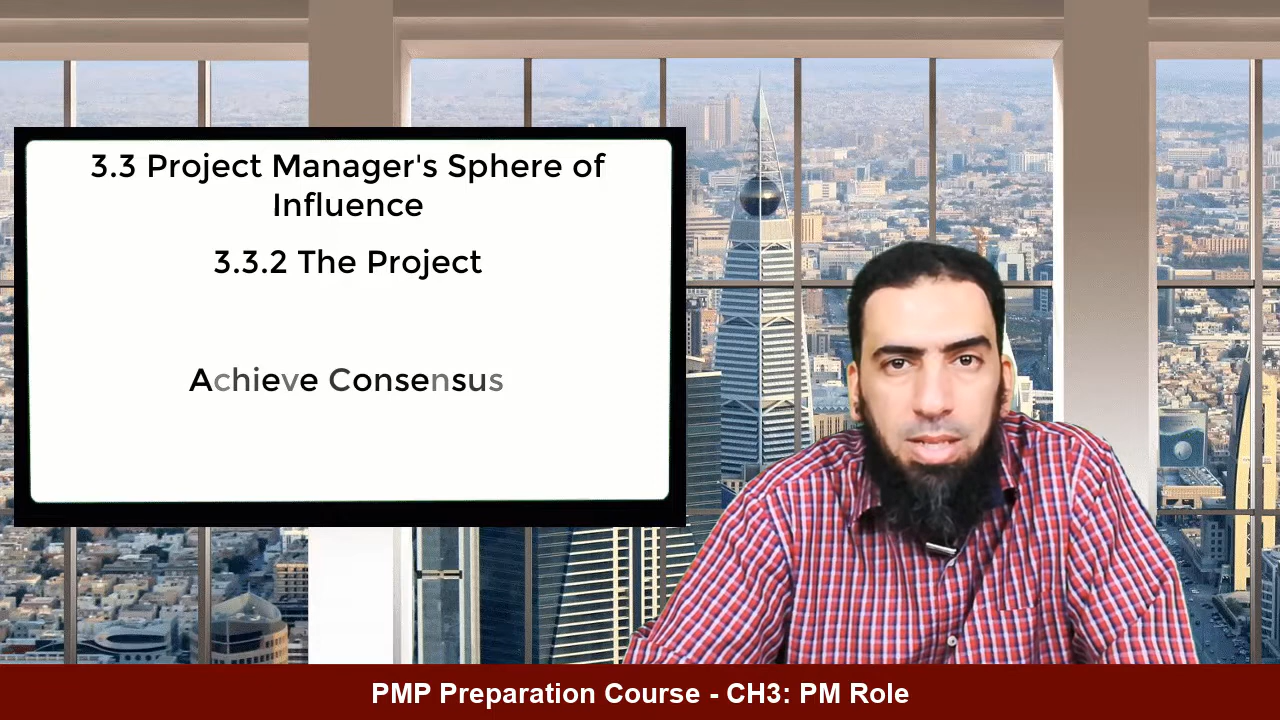 3.3 Project Manager's Sphere of
Influence
3.3.2 The Project
Achieve Consensus
PMP Preparation Course - CH3: PM Role